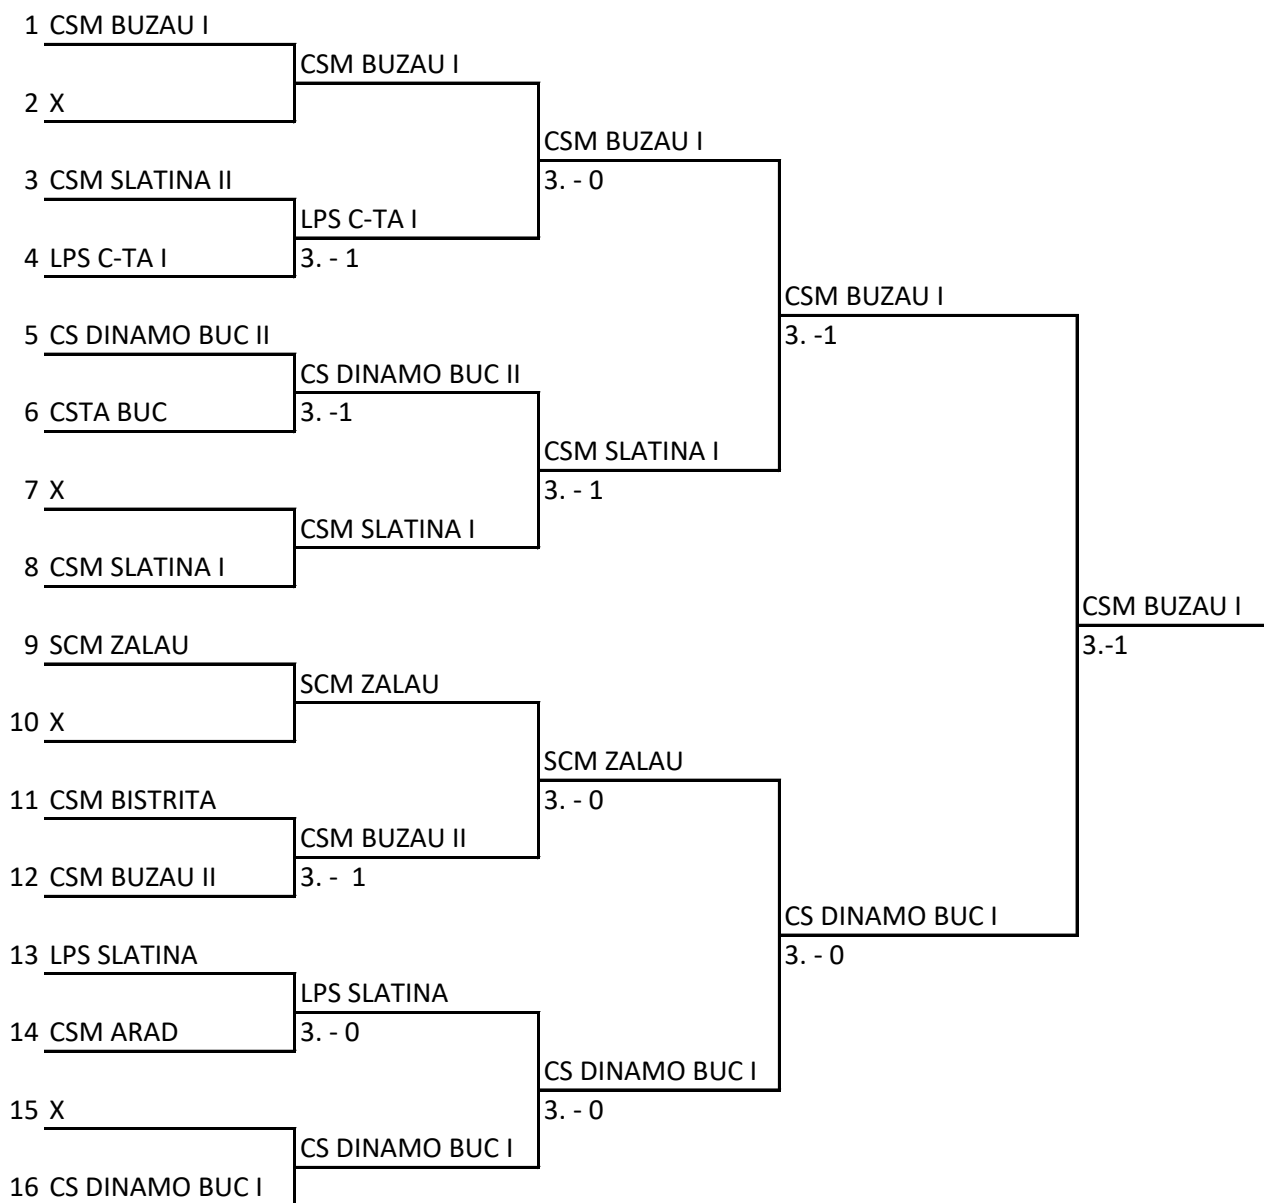 1 CSM BUZAU I
CSM BUZAU I
2 X
CSM BUZAU I
3 CSM SLATINA II
3. - 0
LPS C-TA I
4 LPS C-TA I
3. - 1
CSM BUZAU I
5 CS DINAMO BUC II
3. -1
CS DINAMO BUC II
6 CSTA BUC
3. -1
CSM SLATINA I
7 X
3. - 1
CSM SLATINA I
8 CSM SLATINA I
CSM BUZAU I
9 SCM ZALAU
3.-1
SCM ZALAU
10 X
SCM ZALAU
11 CSM BISTRITA
3. - 0
CSM BUZAU II
12 CSM BUZAU II
3. -  1
CS DINAMO BUC I
13 LPS SLATINA
3. - 0
LPS SLATINA
14 CSM ARAD
3. - 0
CS DINAMO BUC I
15 X
3. - 0
CS DINAMO BUC I
16 CS DINAMO BUC I